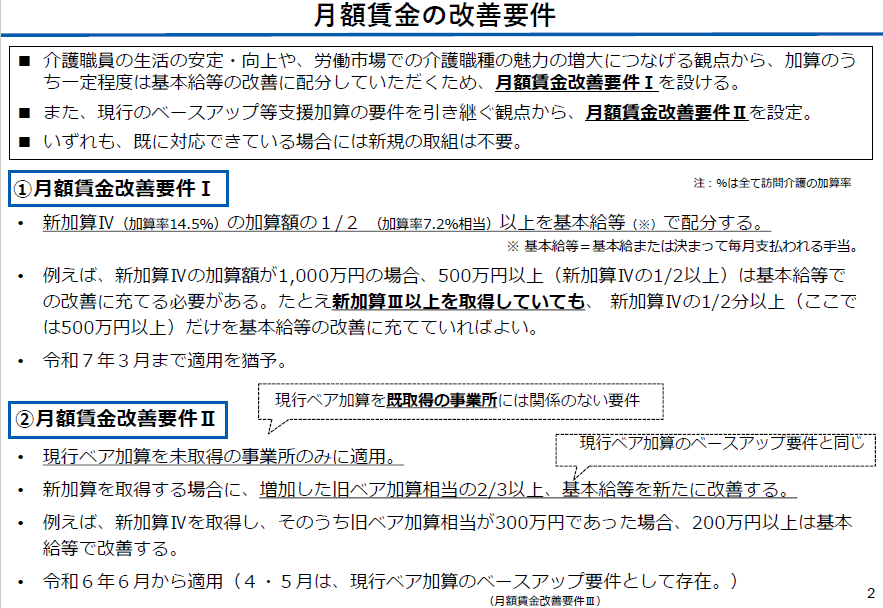 月額賃金の改善要件
■ 介護職員の生活の安定・向上や、労働市場での介護職種の魅力の増大につなげる観点から、加算のう
ち一定程度は基本給等の改善に配分していただくため、月額賃金改善要件Ⅰを設ける。
■ また、現行のベースアップ等支援加算の要件を引き継ぐ観点から、月額賃金改善要件Ⅱを設定。
■ いずれも、既に対応できている場合には新規の取組は不要。
①月額賃金改善要件Ⅰ
注：%は全て訪問介護の加算率
・ 新加算Ⅳ（加算率14.5%）の加算額の１/２（加算率7.2%相当）以上を基本給等（※）で配分する。
※ 基本給等＝基本給または決まって毎月支払われる手当。
・ 例えば、新加算Ⅳの加算額が1,000万円の場合、500万円以上（新加算Ⅳの1/2以上）は基本給等で
の改善に充てる必要がある。たとえ新加算Ⅲ以上を取得していても、 新加算Ⅳの1/2分以上（ここで
は500万円以上）だけを基本給等の改善に充てていればよい。
・ 令和７年３月まで適用を猶予。
現行ベア加算を既取得の事業所には関係のない要件
②月額賃金改善要件Ⅱ
現行ベア加算のベースアップ要件と同じ
・ 現行ベア加算を未取得の事業所のみに適用。
・ 新加算を取得する場合に、増加した旧ベア加算相当の2/3以上、基本給等を新たに改善する。
・ 例えば、新加算Ⅳを取得し、そのうち旧ベア加算相当が300万円であった場合、200万円以上は基本
給等で改善する。
・ 令和６年６月から適用（４・５月は、現行ベア加算のベースアップ要件として存在。）
（月額賃金改善要件Ⅲ）
2